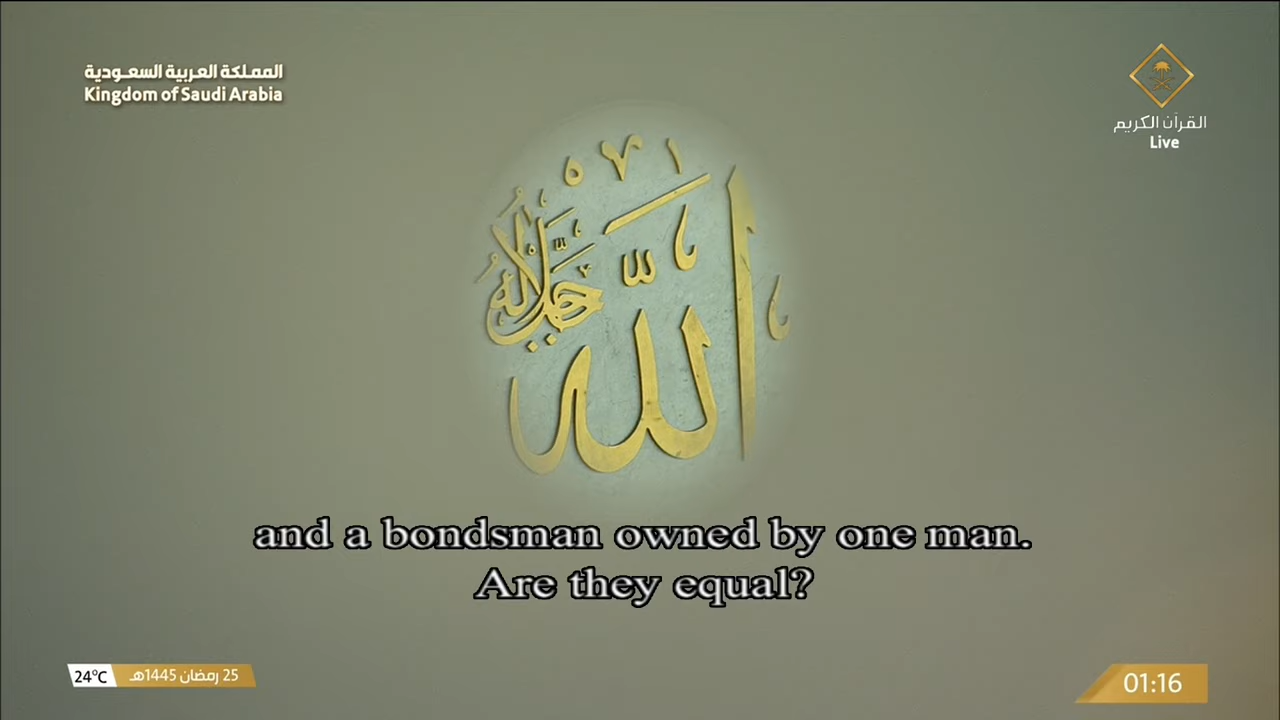 المملكة العربية السعودية
Kingdom of Saudi Arabia
القرآن الكريم
Live
الله
جل جلاله
and a bondsman owned by one man.
Are they equal?
24°C
25 رمضان 1445هـ
01:16